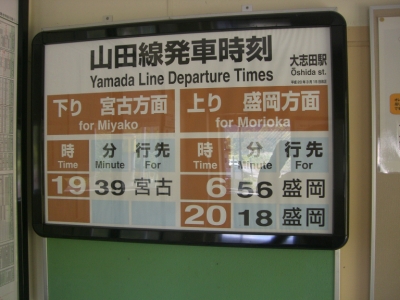 山田線発車時刻
Yamada Line Departure Times
大志田駅
Ōshida st.
下り 宮古方面
for Miyako
上り 盛岡方面
for Morioka
時 分 行先 時 分 行先
Time Minute For Time Minute For
19 39 宮古 6 56 盛岡
20 18 盛岡